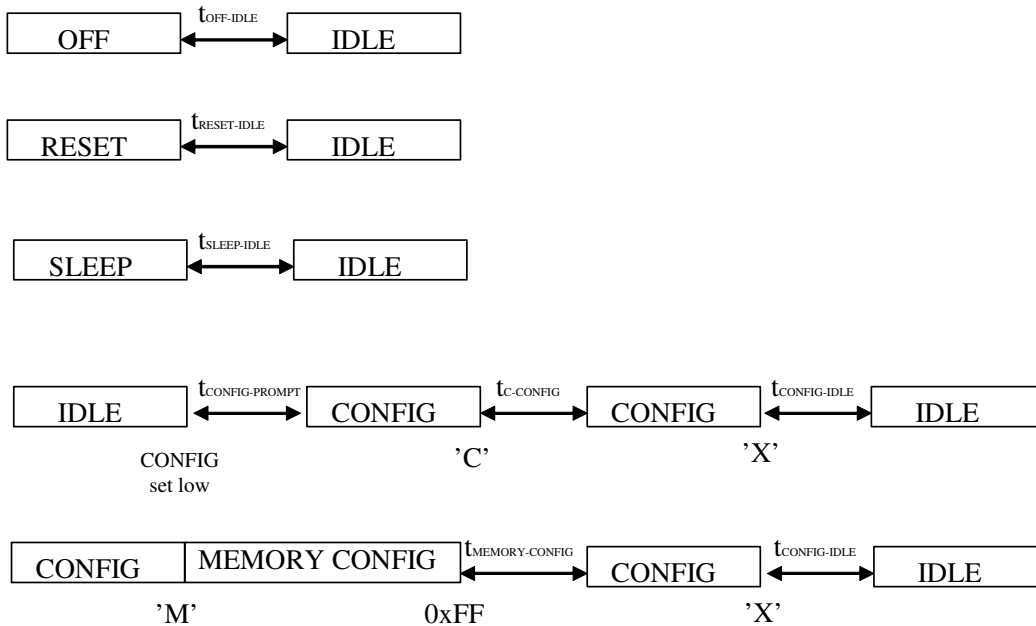 tOFF-IDLE
OFF IDLE
tRESET-IDLE
RESET IDLE
tSLEEP-IDLE
SLEEP IDLE
tCONFIG-PROMPT tC-CONFIG tCONFIG-IDLE
IDLE CONFIG CONFIG IDLE
CONFIG
set low
’C’ ’X’
tMEMORY-CONFIG tCONFIG-IDLE
CONFIG MEMORY CONFIG CONFIG IDLE
’M’ 0xFF ’X’